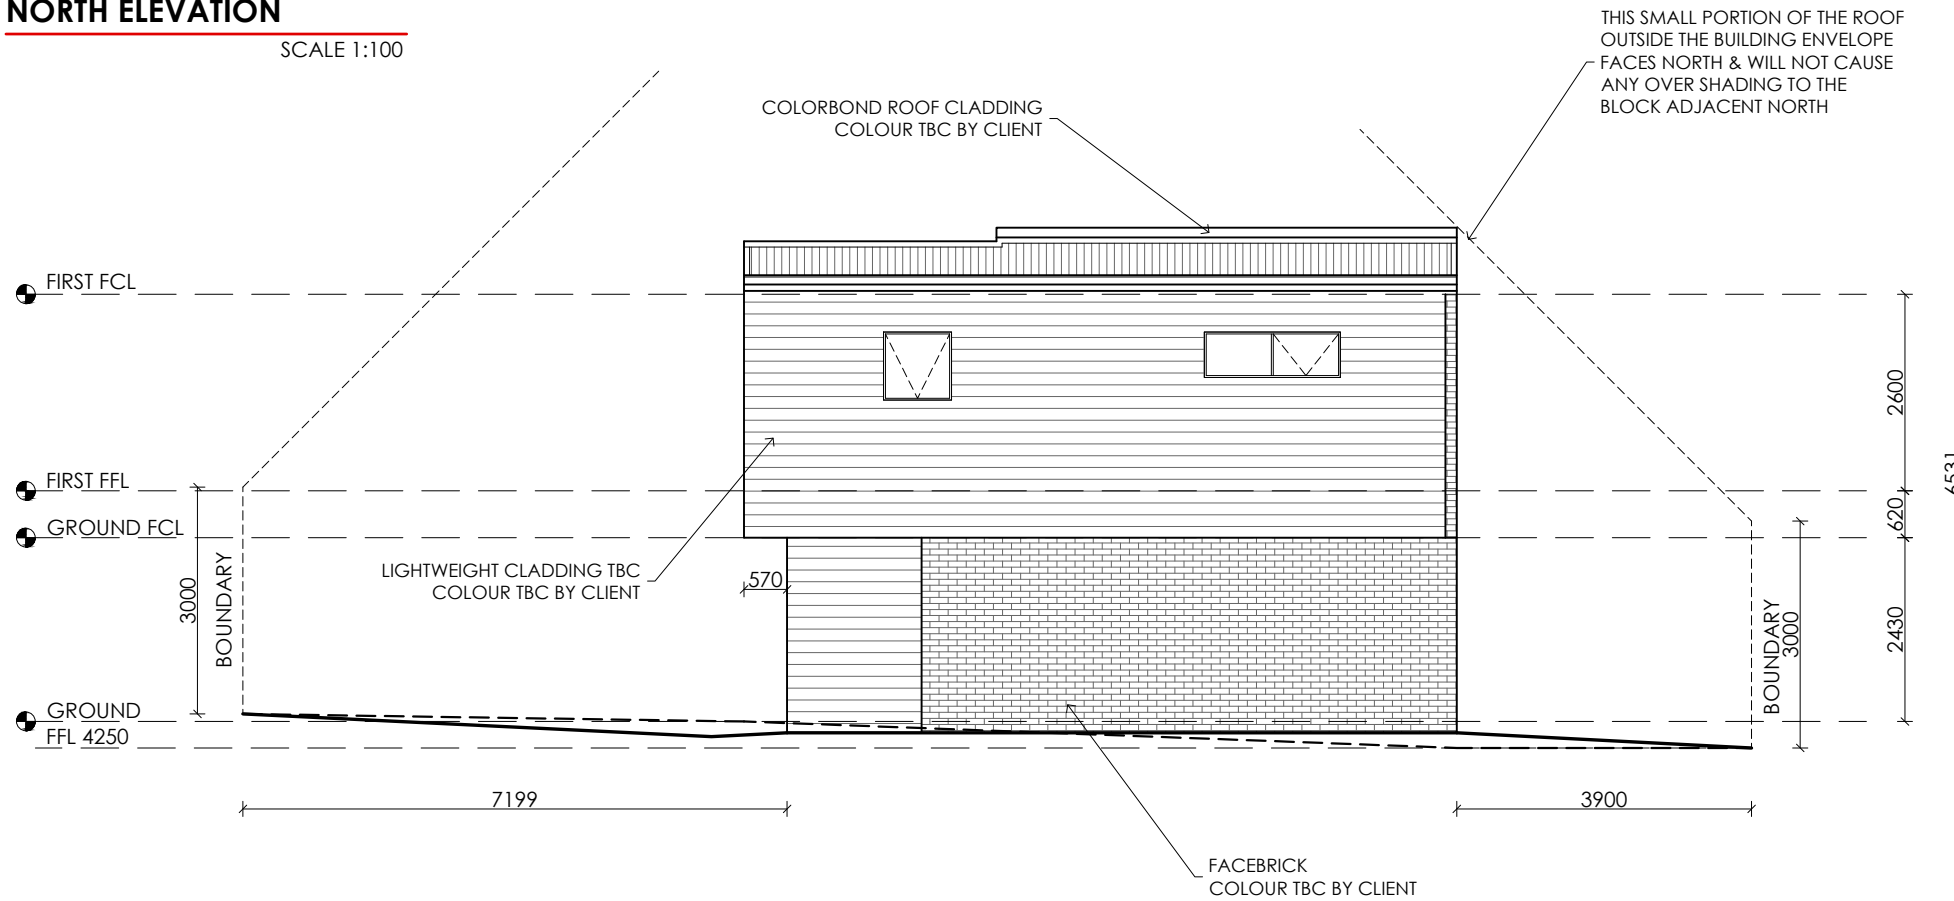 NORTH ELEVATION
SCALE 1:100
THIS SMALL PORTION OF THE ROOF
OUTSIDE THE BUILDING ENVELOPE
FACES NORTH & WILL NOT CAUSE
ANY OVER SHADING TO THE
BLOCK ADJACENT NORTH
COLORBOND ROOF CLADDING
COLOUR TBC BY CLIENT
FIRST FCL
2600
FIRST FFL
6531
620
GROUND FCL
LIGHTWEIGHT CLADDING TBC
COLOUR TBC BY CLIENT
570
3000
BOUNDARY
BOUNDARY
3000
2430
GROUND
FFL 4250
7199
3900
FACEBRICK
COLOUR TBC BY CLIENT